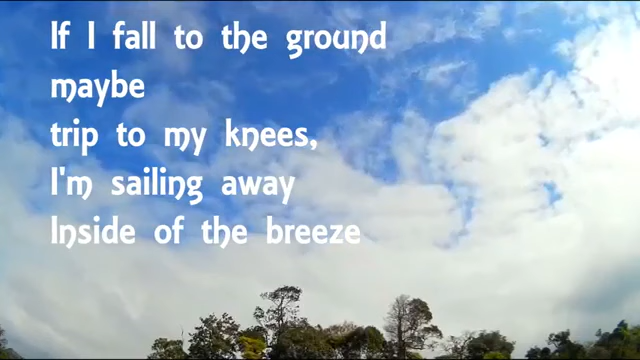 If I fall to the ground
maybe
trip to my knees,
I'm sailing away
Inside of the breeze